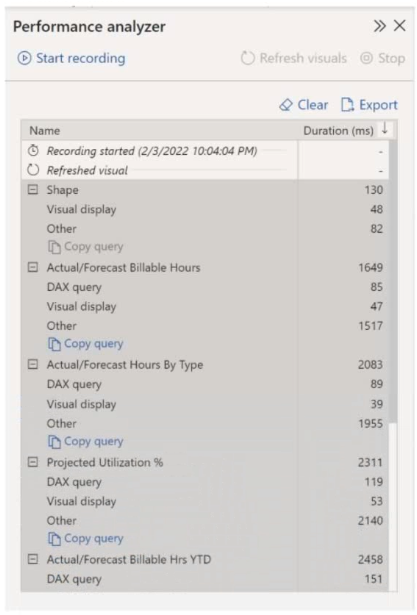 Performance analyzer
Start recording Refresh visuals Stop
Clear Export
Name Duration (ms)
Recording started (2/3/2022 10:04:04 PM) -
Refreshed visual -
Shape 130
Visual display 48
Other 82
Copy query
Actual/Forecast Billable Hours 1649
DAX query 85
Visual display 47
Other 1517
Copy query
Actual/Forecast Hours By Type 2083
DAX query 89
Visual display 39
Other 1955
Copy query
Projected Utilization % 2311
DAX query 119
Visual display 53
Other 2140
Copy query
Actual/Forecast Billable Hrs YTD 2458
DAX query 151